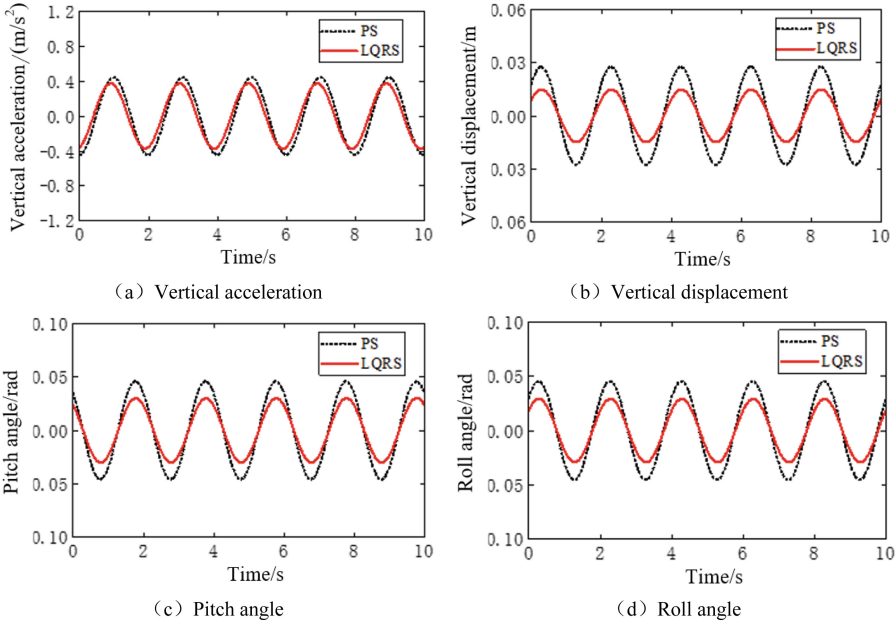 Vertical acceleration/(m/s²)
1.2
0.8
0.4
0.0
-0.4
-0.8
-1.2
0 2 4 6 8 10
Time/s
PS
LQRS
（a）Vertical acceleration
Vertical displacement/m
0.06
0.03
0.00
0.03
0.06
0 2 4 6 8 10
Time/s
PS
LQRS
（b）Vertical displacement
Pitch angle/rad
0.10
0.05
0.00
0.05
0.10
0 2 4 6 8 10
Time/s
PS
LQRS
（c）Pitch angle
Roll angle/rad
0.10
0.05
0.00
0.05
0.10
0 2 4 6 8 10
Time/s
PS
LQRS
（d）Roll angle